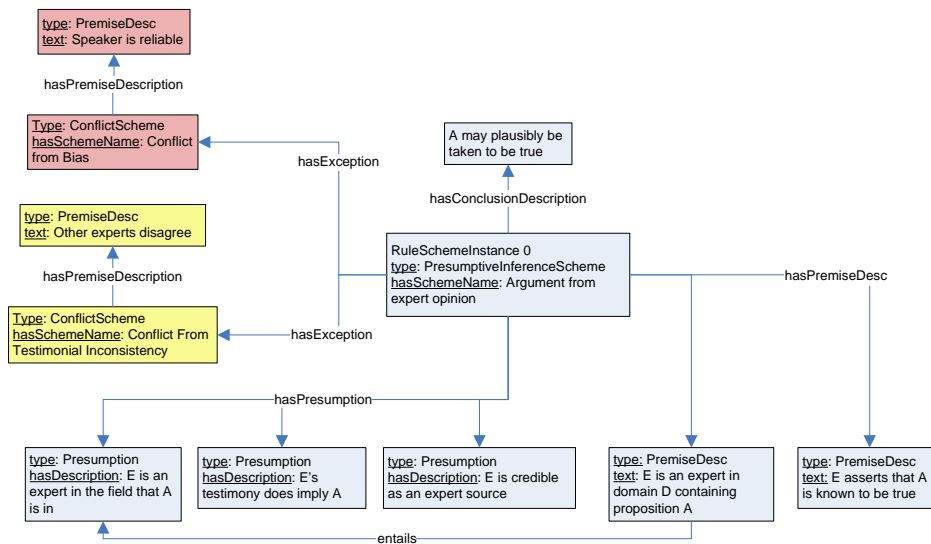 type: PremiseDesc
text: Speaker is reliable
hasPremiseDescription
Type: ConflictScheme
hasSchemeName: Conflict
from Bias
hasException
A may plausibly be
taken to be true
hasConclusionDescription
type: PremiseDesc
text: Other experts disagree
hasPremiseDescription
RuleSchemeInstance 0
type: PresumptiveInferenceScheme
hasSchemeName: Argument from
expert opinion
hasPremiseDesc
Type: ConflictScheme
hasSchemeName: Conflict From
Testimonial Inconsistency
hasException
hasPresumption
type: Presumption
hasDescription: E is an
expert in the field that A
is in
type: Presumption
hasDescription: E's
testimony does imply A
type: Presumption
hasDescription: E is credible
as an expert source
type: PremiseDesc
text: E is an expert in
domain D containing
proposition A
type: PremiseDesc
text: E asserts that A
is known to be true
entails